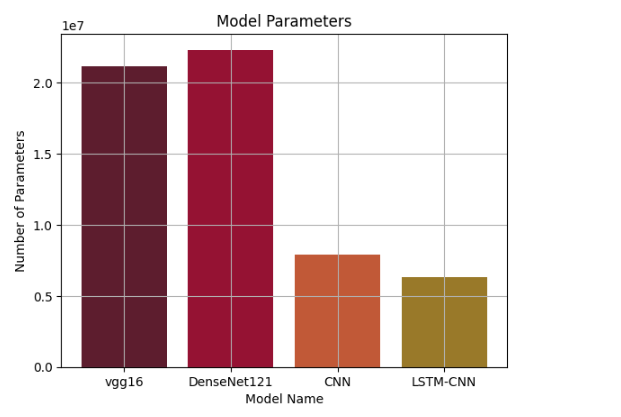 Model Parameters
1e7
2.0
1.5
1.0
0.5
0.0
Number of Parameters
vgg16 DenseNet121 CNN LSTM-CNN
Model Name